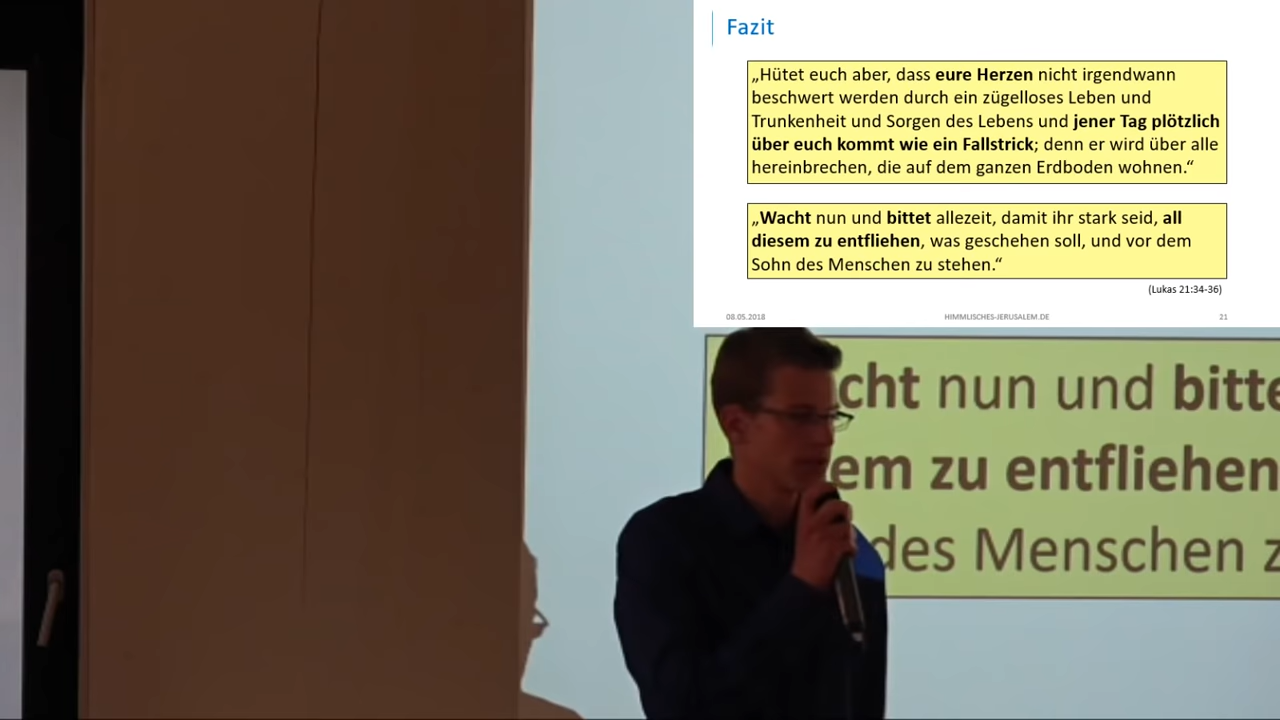 Fazit
„Hütet euch aber, dass eure Herzen nicht irgendwann
beschwert werden durch ein zügelloses Leben und
Trunkenheit und Sorgen des Lebens und jener Tag plötzlich
über euch kommt wie ein Fallstrick; denn er wird über alle
hereinbrechen, die auf dem ganzen Erdboden wohnen.“
„Wacht nun und bittet allezeit, damit ihr stark seid, all
diesem zu entfliehen, was geschehen soll, und vor dem
Sohn des Menschen zu stehen.“
(Lukas 21:34-36)
08.05.2018 HIMMLISCHES-JERUSALEM.DE 21
cht nun und bitte
em zu entfliehen
des Menschen z